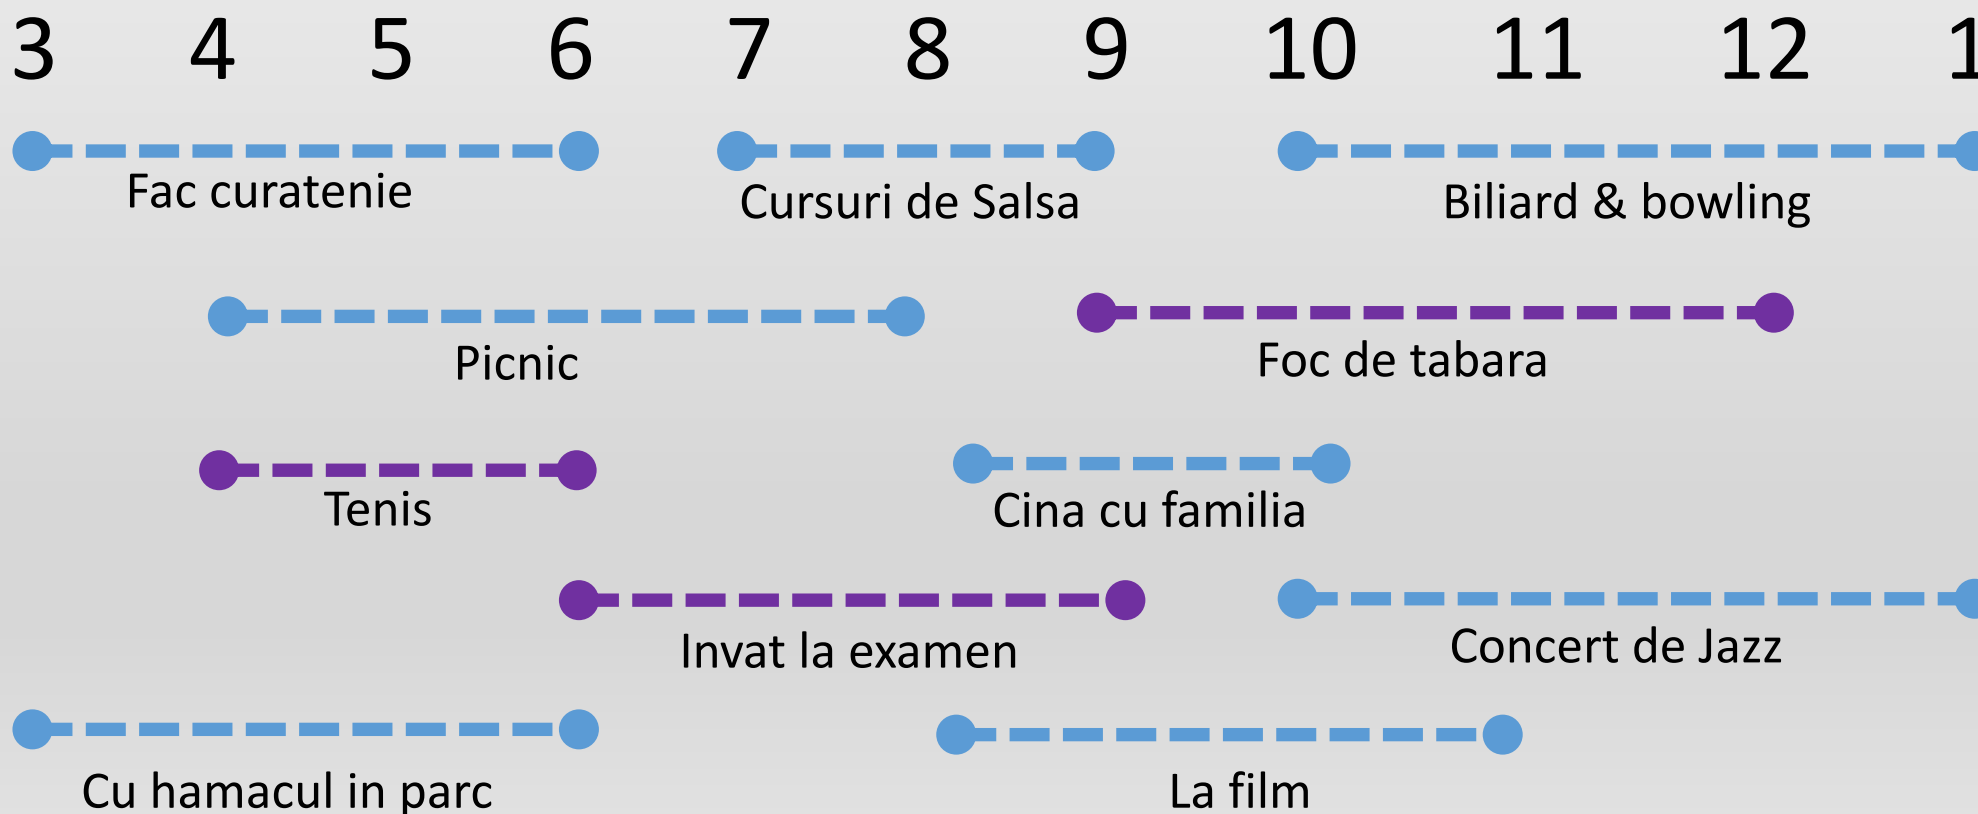 3 4 5 6 7 8 9 10 11 12 1
Fac curatenie Cursuri de Salsa Biliard & bowling
Picnic Foc de tabara
Tenis Cina cu familia
Invat la examen Concert de Jazz
Cu hamacul in parc La film